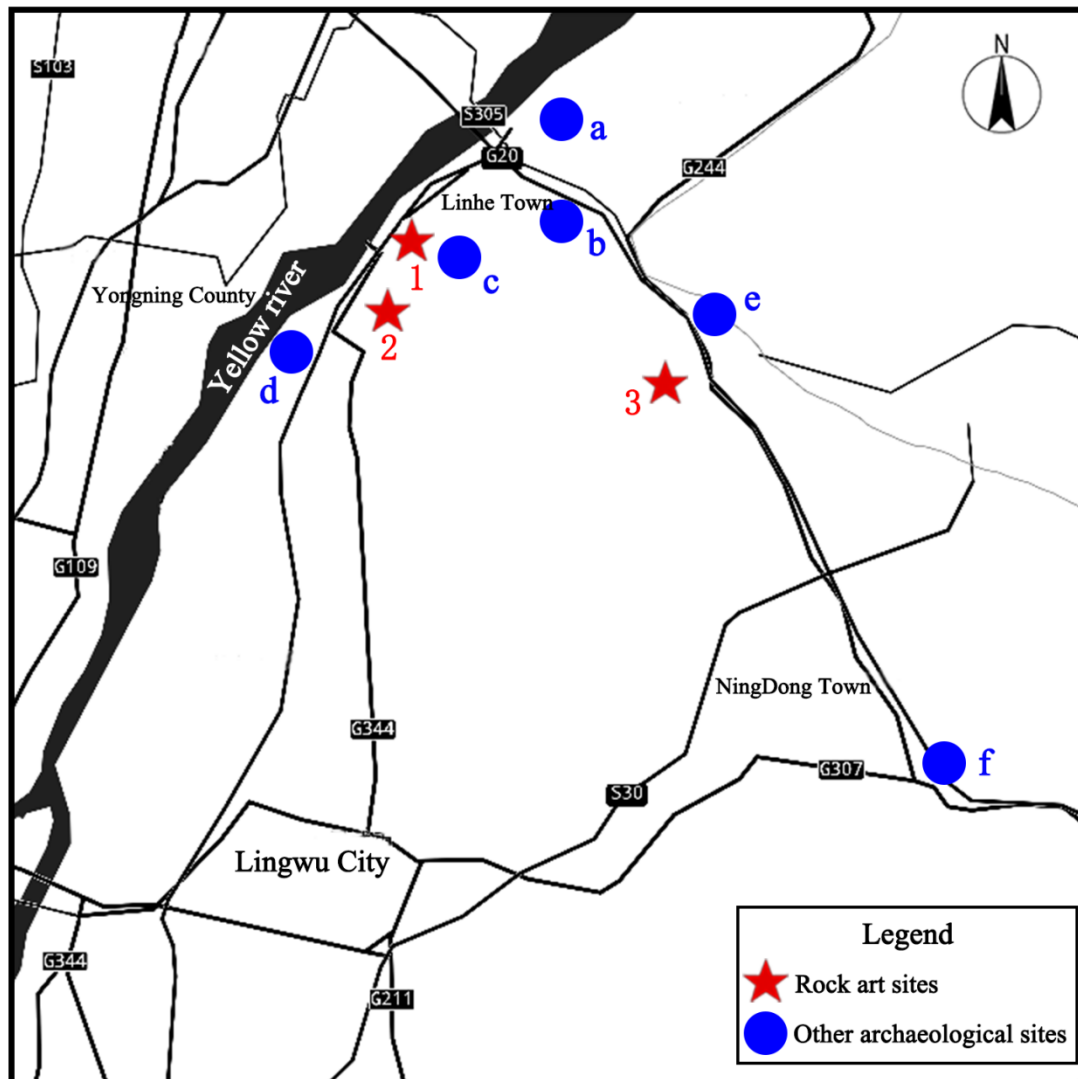 N
S103
S305
a
G20
G244
Linhe Town
b
1
c
Yongning County
Yellow river
e
2
d
3
G109
NingDong Town
G344
f
G307
S30
Lingwu City
Legend
G344
Rock art sites
G211
Other archaeological sites